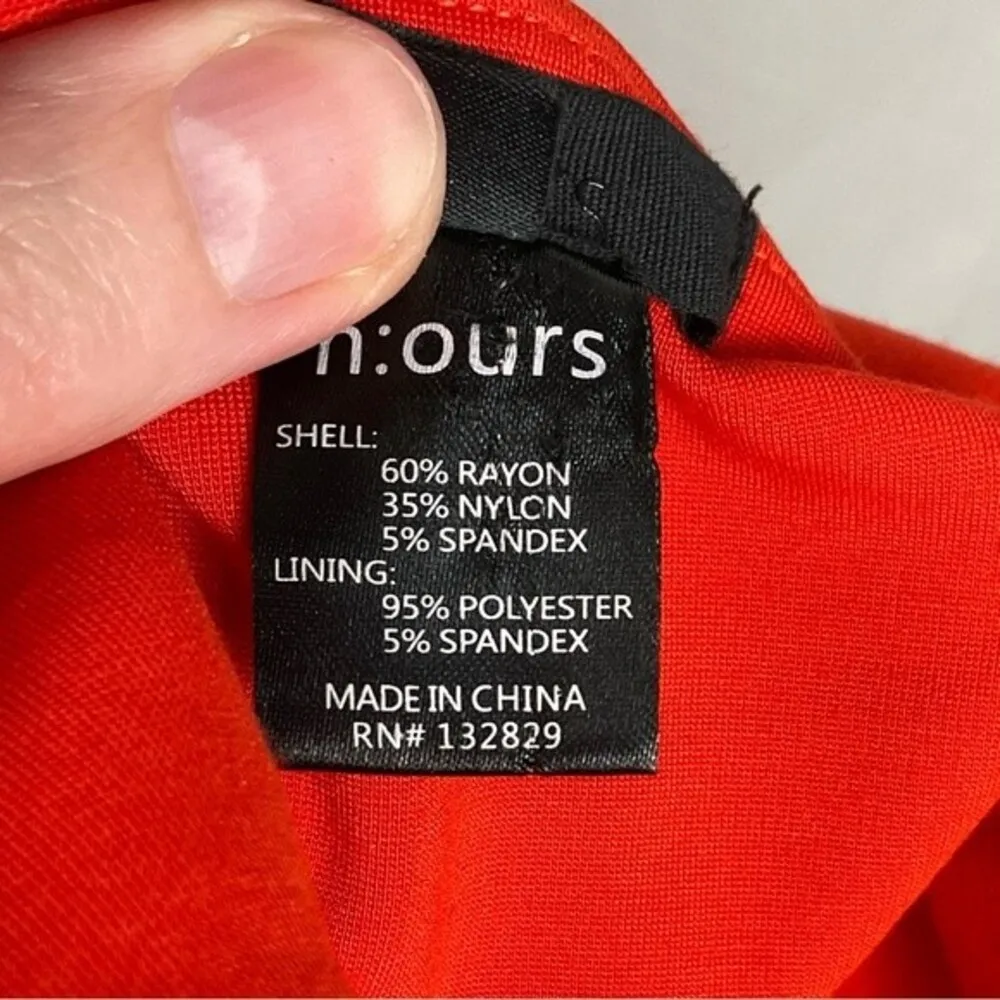 n:ours
SHELL:
60% RAYON
35% NYLON
5% SPANDEX
LINING:
95% POLYESTER
5% SPANDEX
MADE IN CHINA
RN# 132829